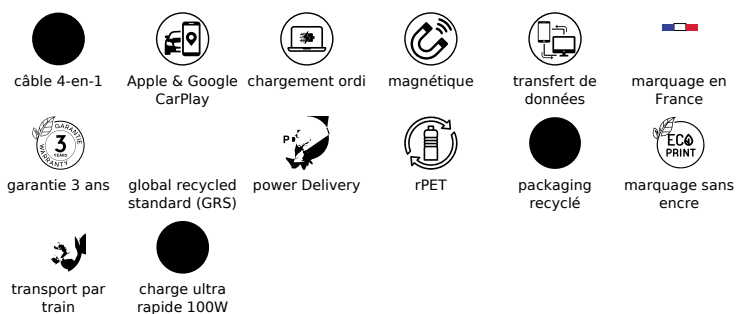 câble 4-en-1
Apple & Google
CarPlay
chargement ordi
magnétique
transfert de
données
marquage en
France
GARANTIE
3
YEARS
WARRANTY
P
ECO
PRINT
garantie 3 ans
global recycled
standard (GRS)
power Delivery
rPET
packaging
recyclé
marquage sans
encre
transport par
train
charge ultra
rapide 100W